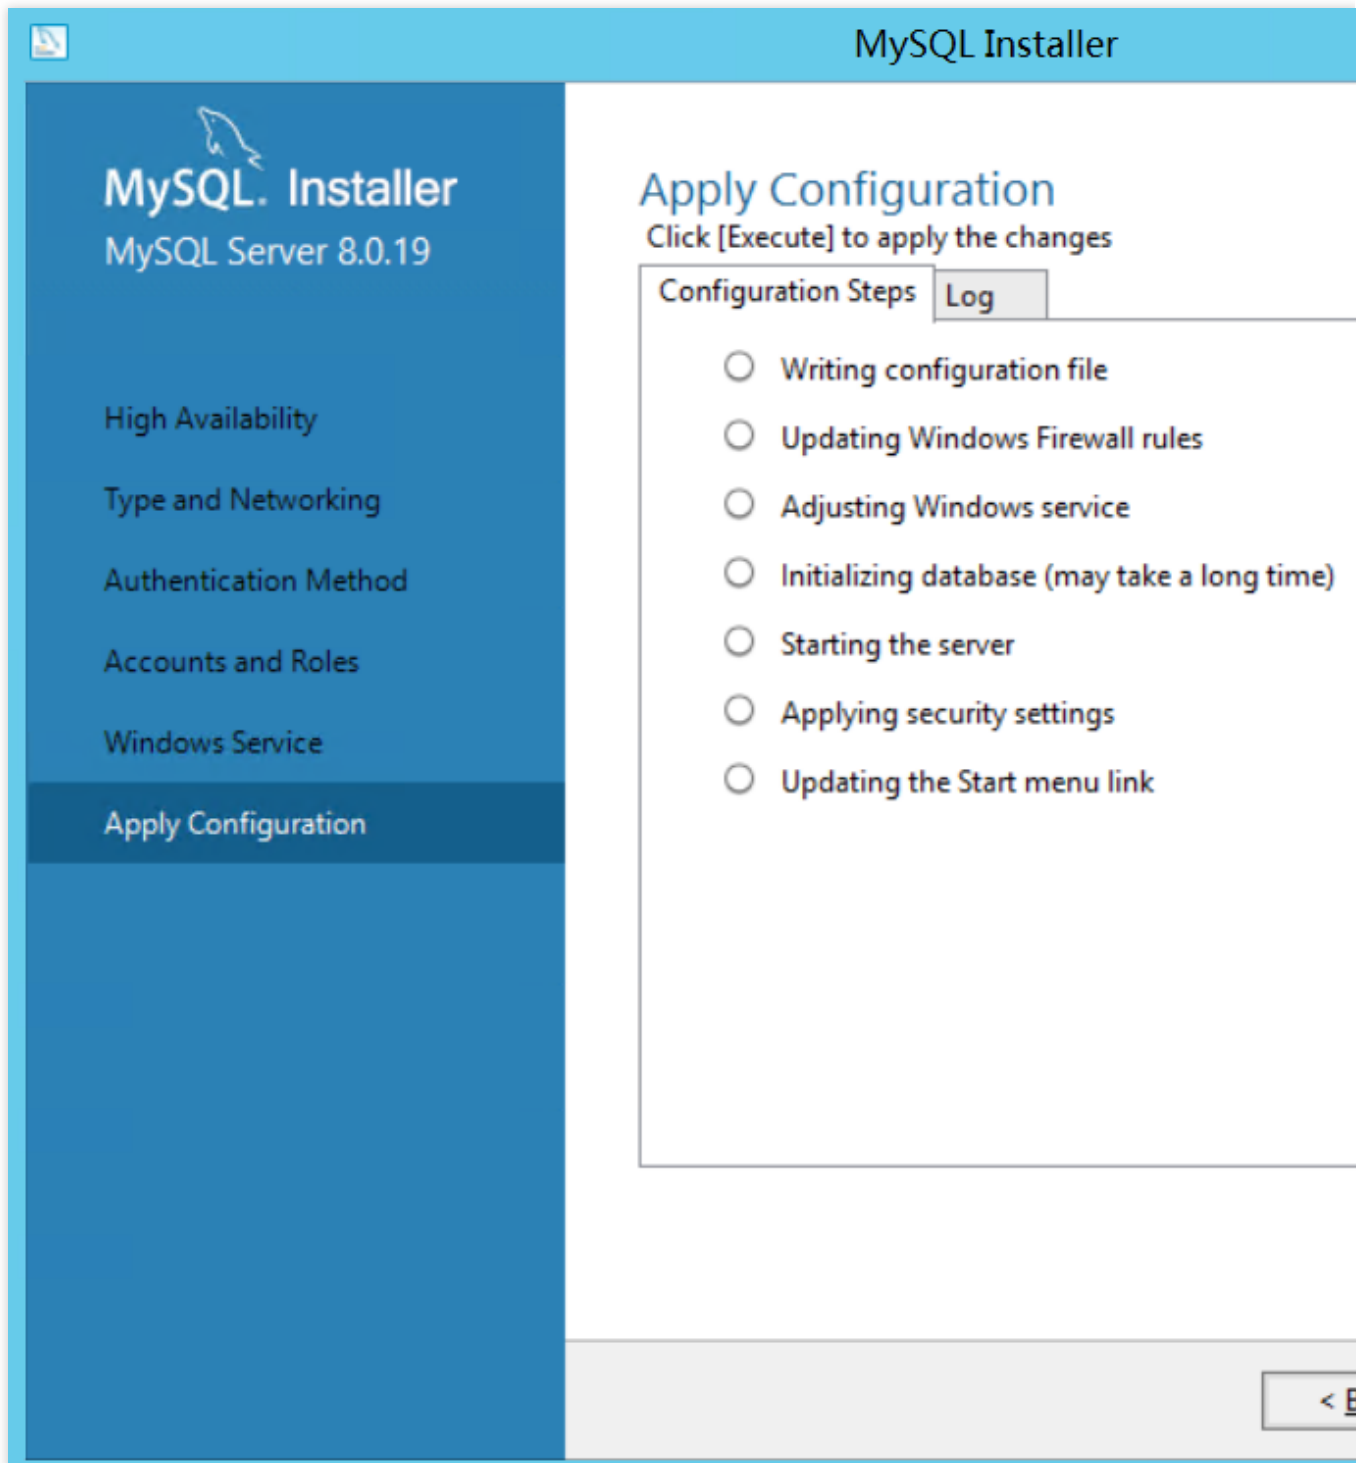 MySQL Installer
MySQL. Installer
MySQL Server 8.0.19
High Availability
Type and Networking
Authentication Method
Accounts and Roles
Windows Service
Apply Configuration
Apply Configuration
Click [Execute] to apply the changes
Configuration Steps
Log
Writing configuration file
Updating Windows Firewall rules
Adjusting Windows service
Initializing database (may take a long time)
Starting the server
Applying security settings
Updating the Start menu link
<